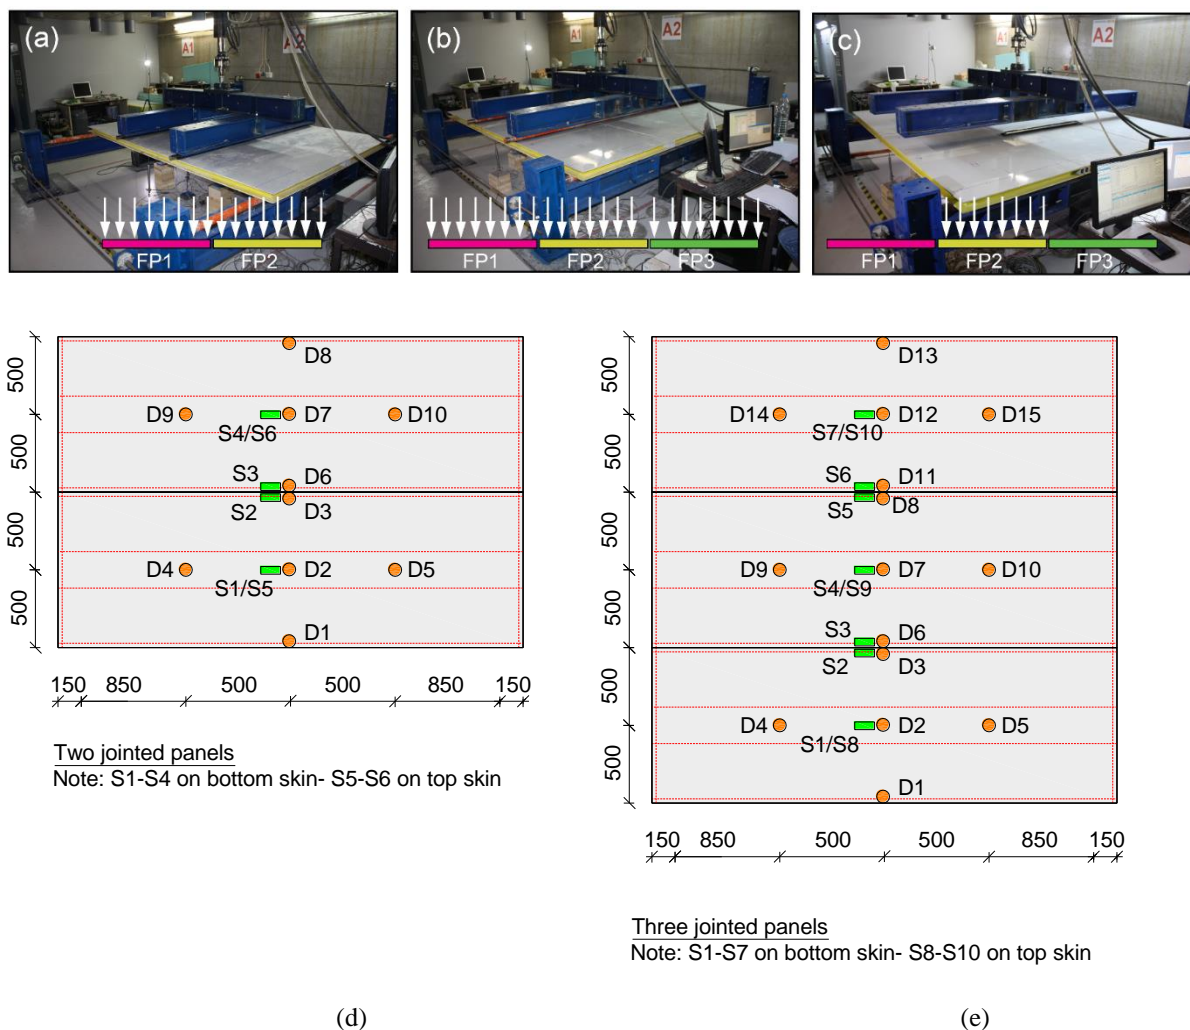 (a)
A1
A2
FP1 FP2
(b)
A1
A2
FP1 FP2 FP3
(c)
A1
A2
FP1 FP2 FP3
500
500
500
500
D8
D9 D7 D10
S4/S6
S3 D6
S2 D3
D4 D2 D5
S1/S5
D1
150 850 500 500 850 150
Two jointed panels
Note: S1-S4 on bottom skin- S5-S6 on top skin
(d)
500
500
500
500
500
500
D13
D14 D12 D15
S7/S10
S6 D11
S5 D8
D9 D7 D10
S4/S9
S3 D6
S2 D3
D4 D2 D5
S1/S8
D1
150 850 500 500 850 150
Three jointed panels
Note: S1-S7 on bottom skin- S8-S10 on top skin
(e)